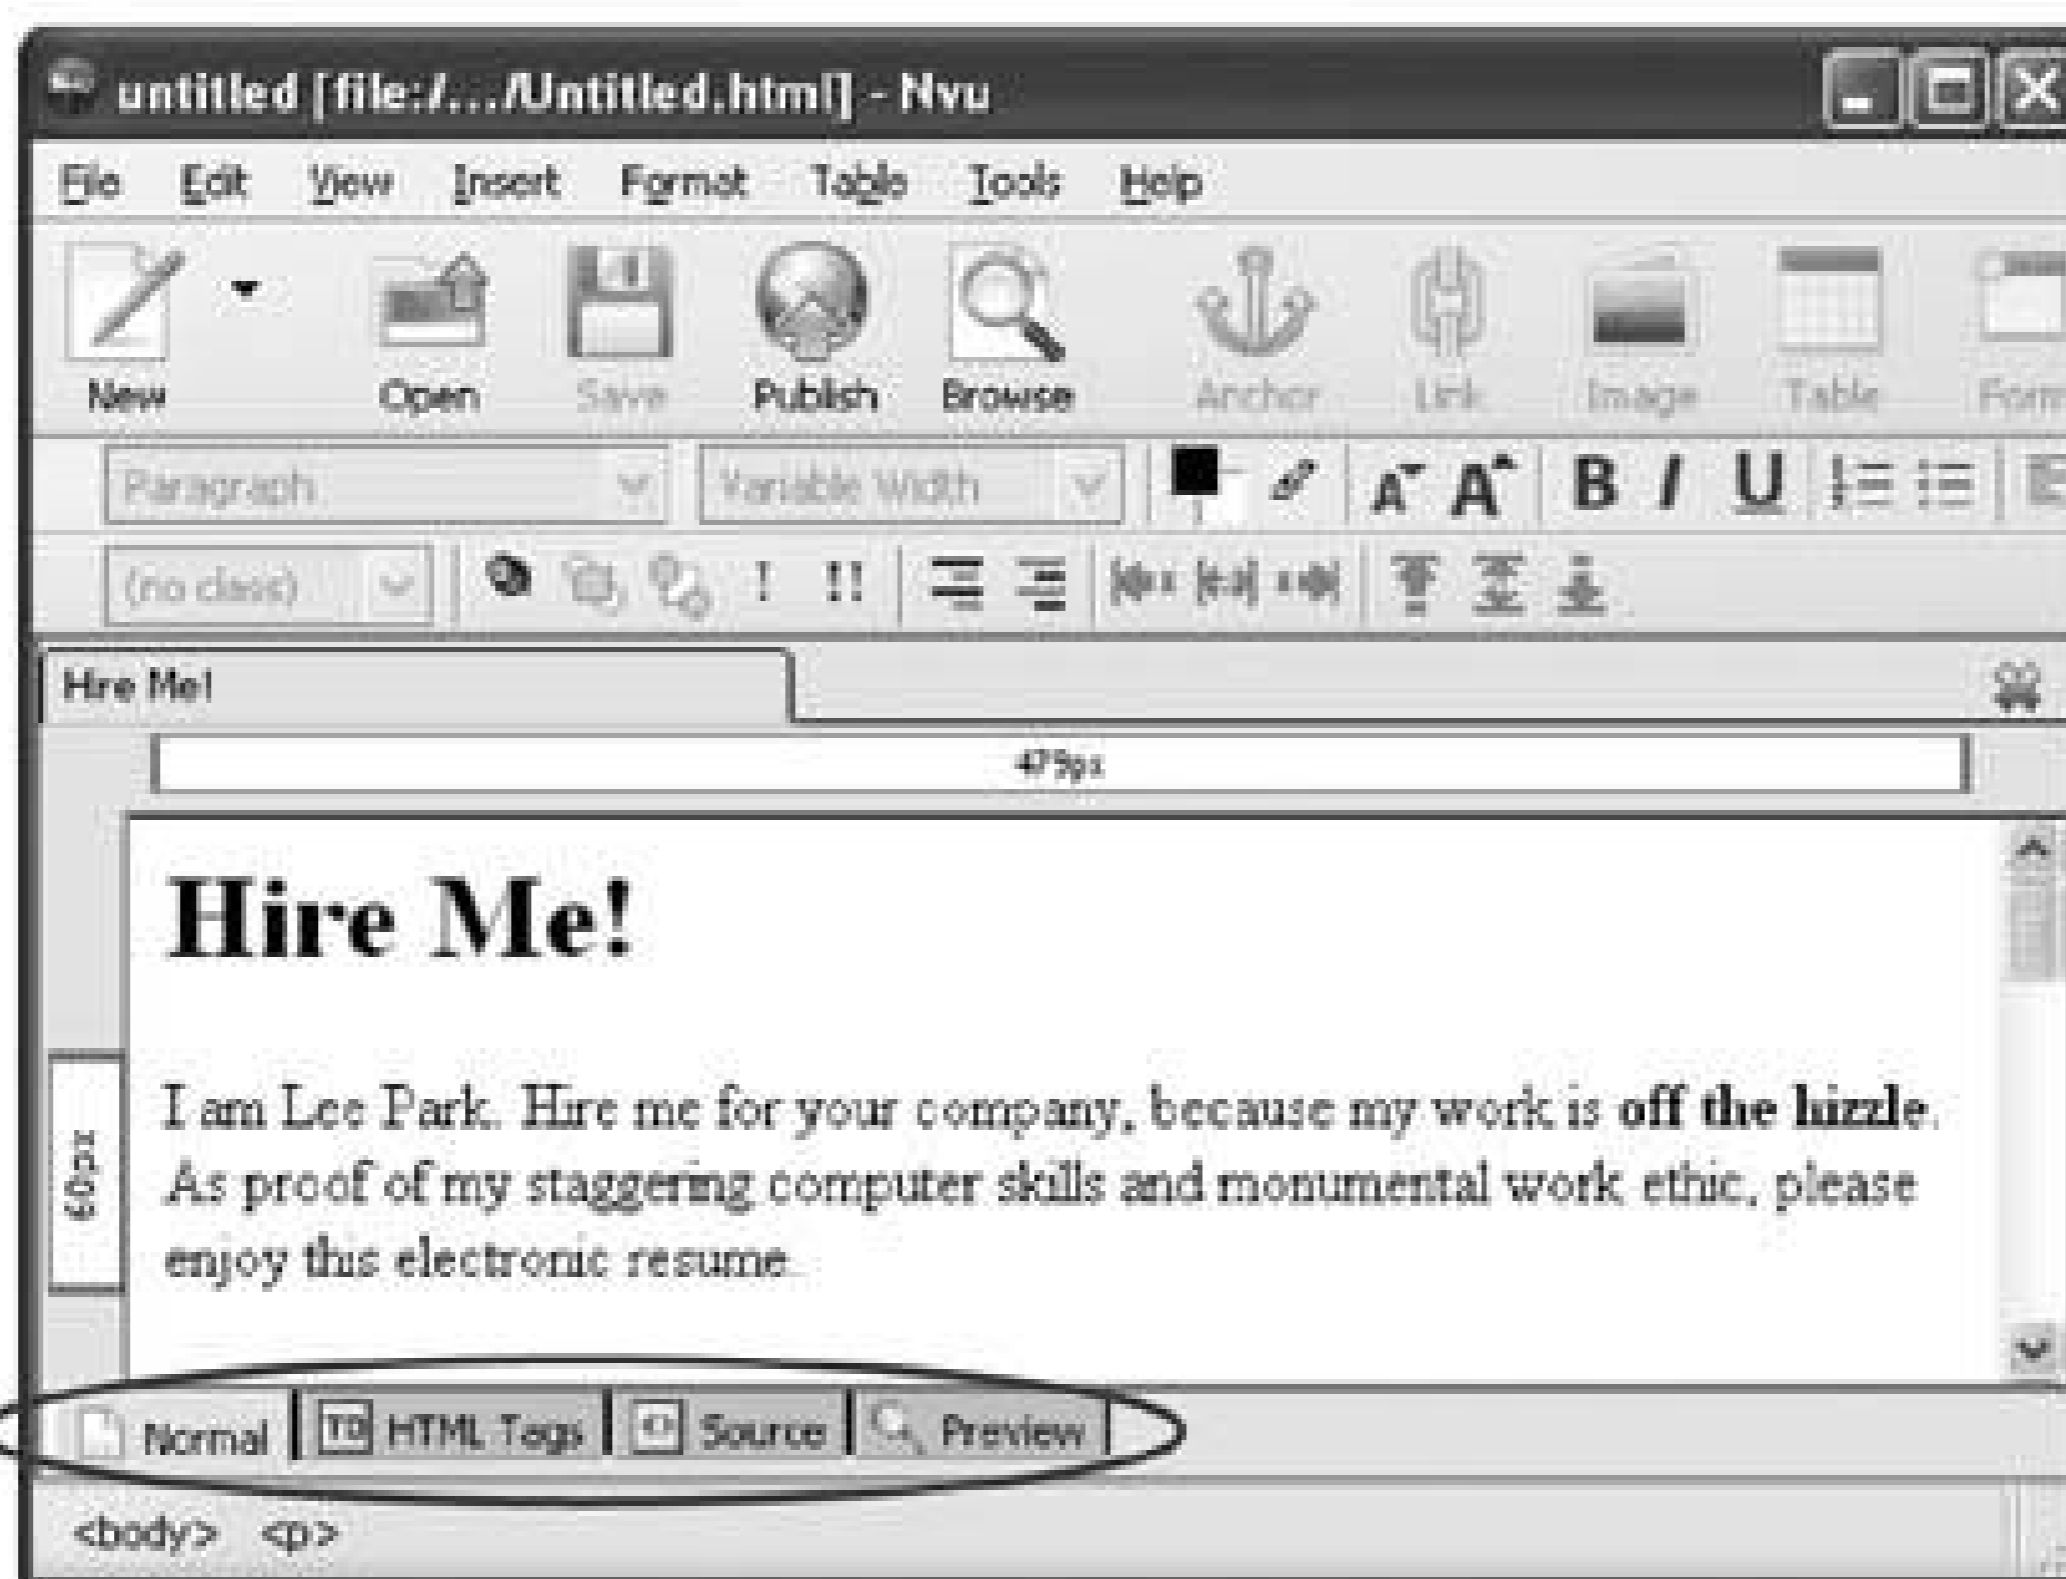 untitled [file:/.../Untitled.html] - Nvu
File Edit View Insert Format Table Tools Help
New Open Save Publish Browse Anchor Link Image Table Form
Paragraph Variable Width B I U
(no class) ! !!
Hire Me!
479px
Hire Me!
I am Lee Park. Hire me for your company, because my work is off the hizzle.
As proof of my staggering computer skills and monumental work ethic, please
enjoy this electronic resume.
60px
Normal HTML Tags Source Preview
<body> <p>